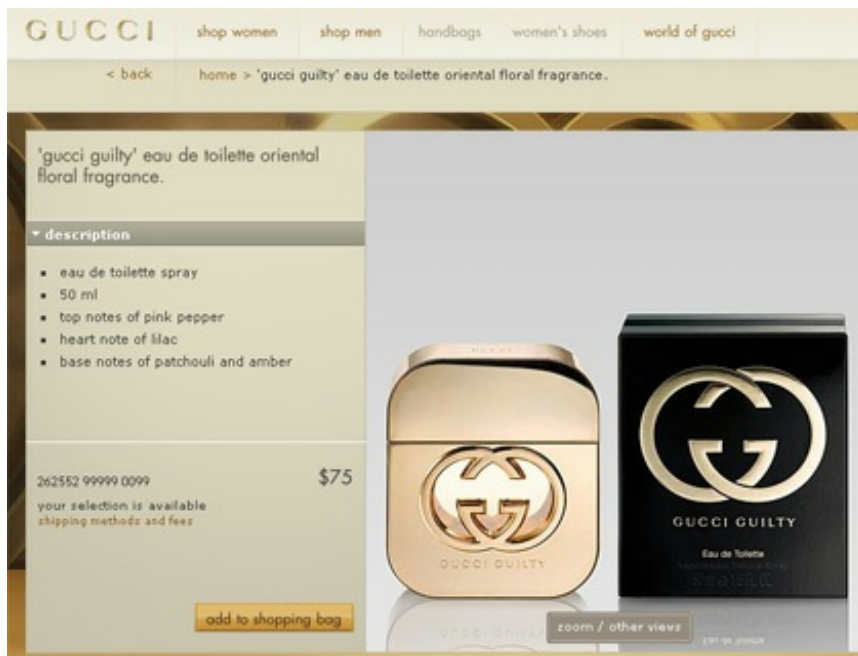 GUCCI
shop women
shop men
handbags
women's shoes
world of gucci
< back
home > 'gucci guilty' eau de toilette oriental floral fragrance.
'gucci guilty' eau de toilette oriental
floral fragrance.
description
eau de toilette spray
50 ml
top notes of pink pepper
heart note of lilac
base notes of patchouli and amber
262552 99999 0099
$75
your selection is available
shipping methods and fees
add to shopping bag
GUCCI
GUCCI GUILTY
GUCCI GUILTY
Eau de Toilette
zoom / other views